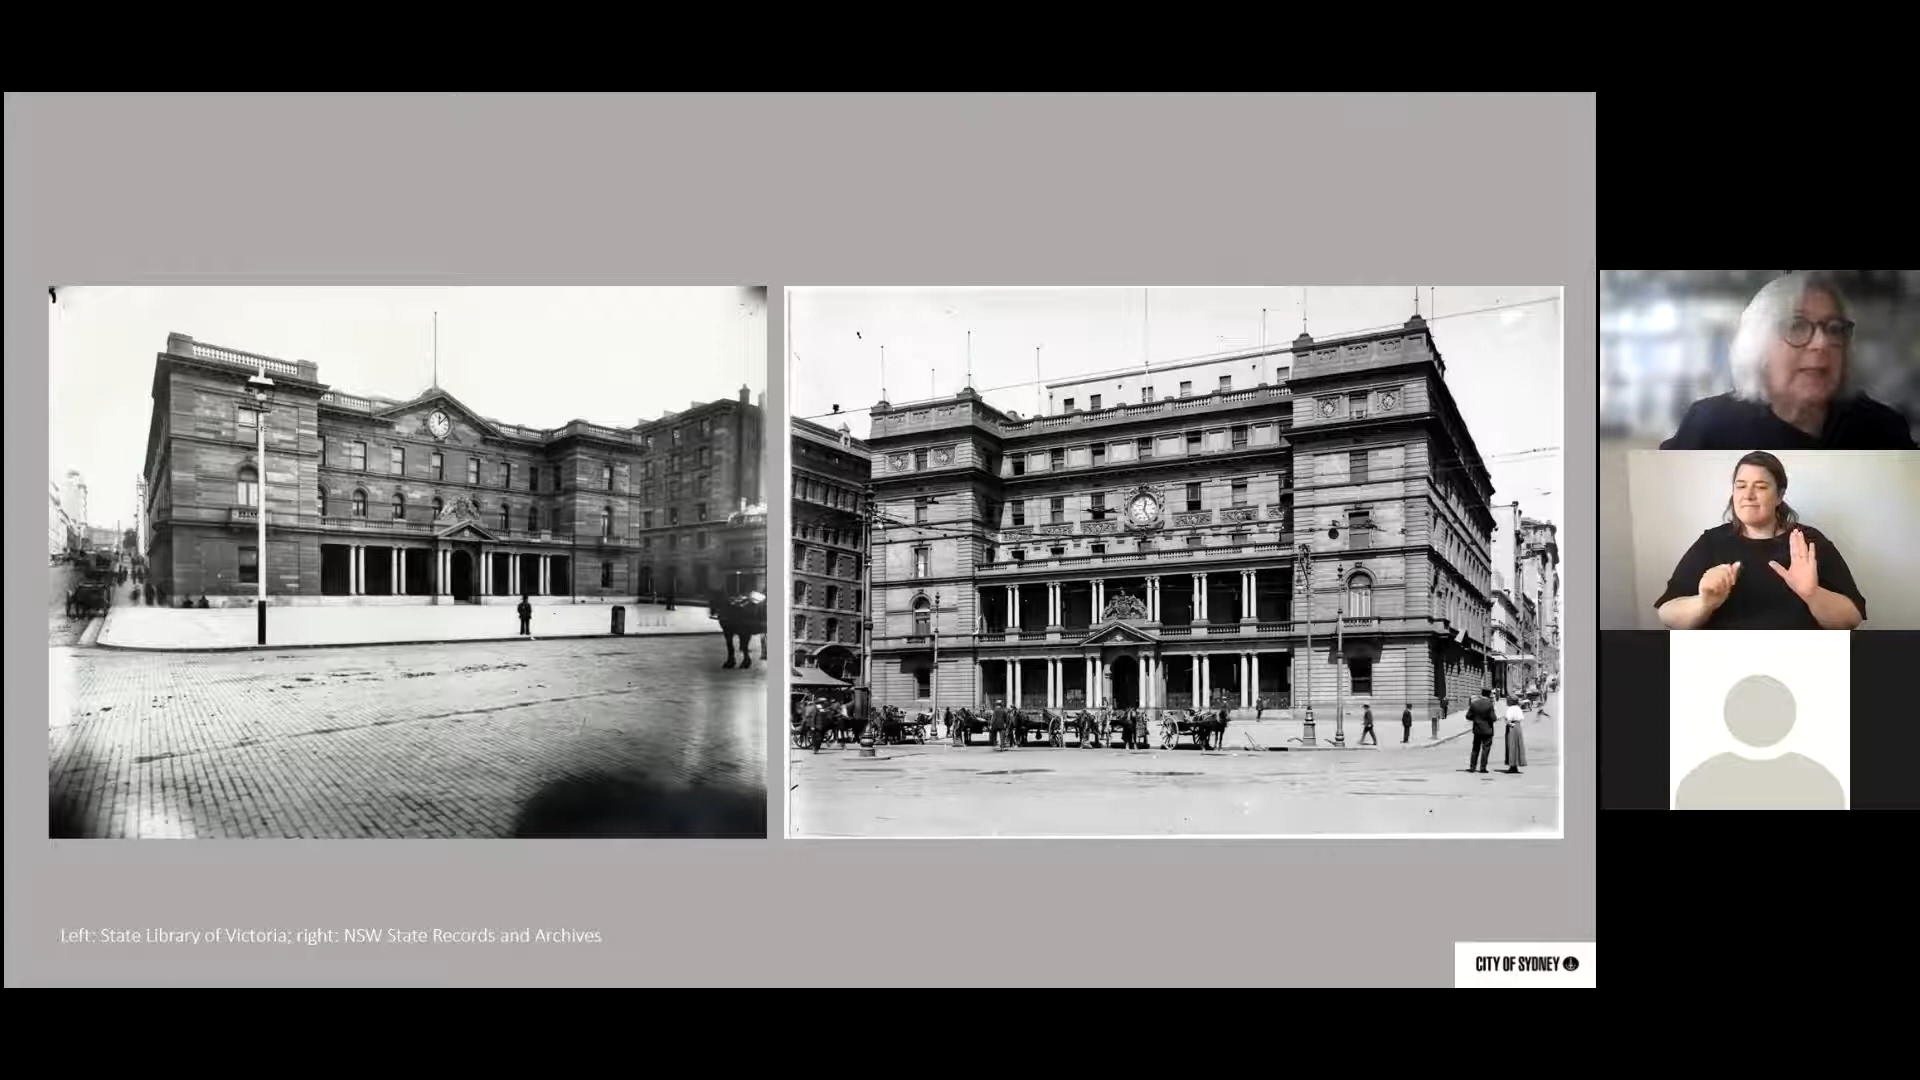 Left: State Library of Victoria; right: NSW State Records and Archives
CITY OF SYDNEY